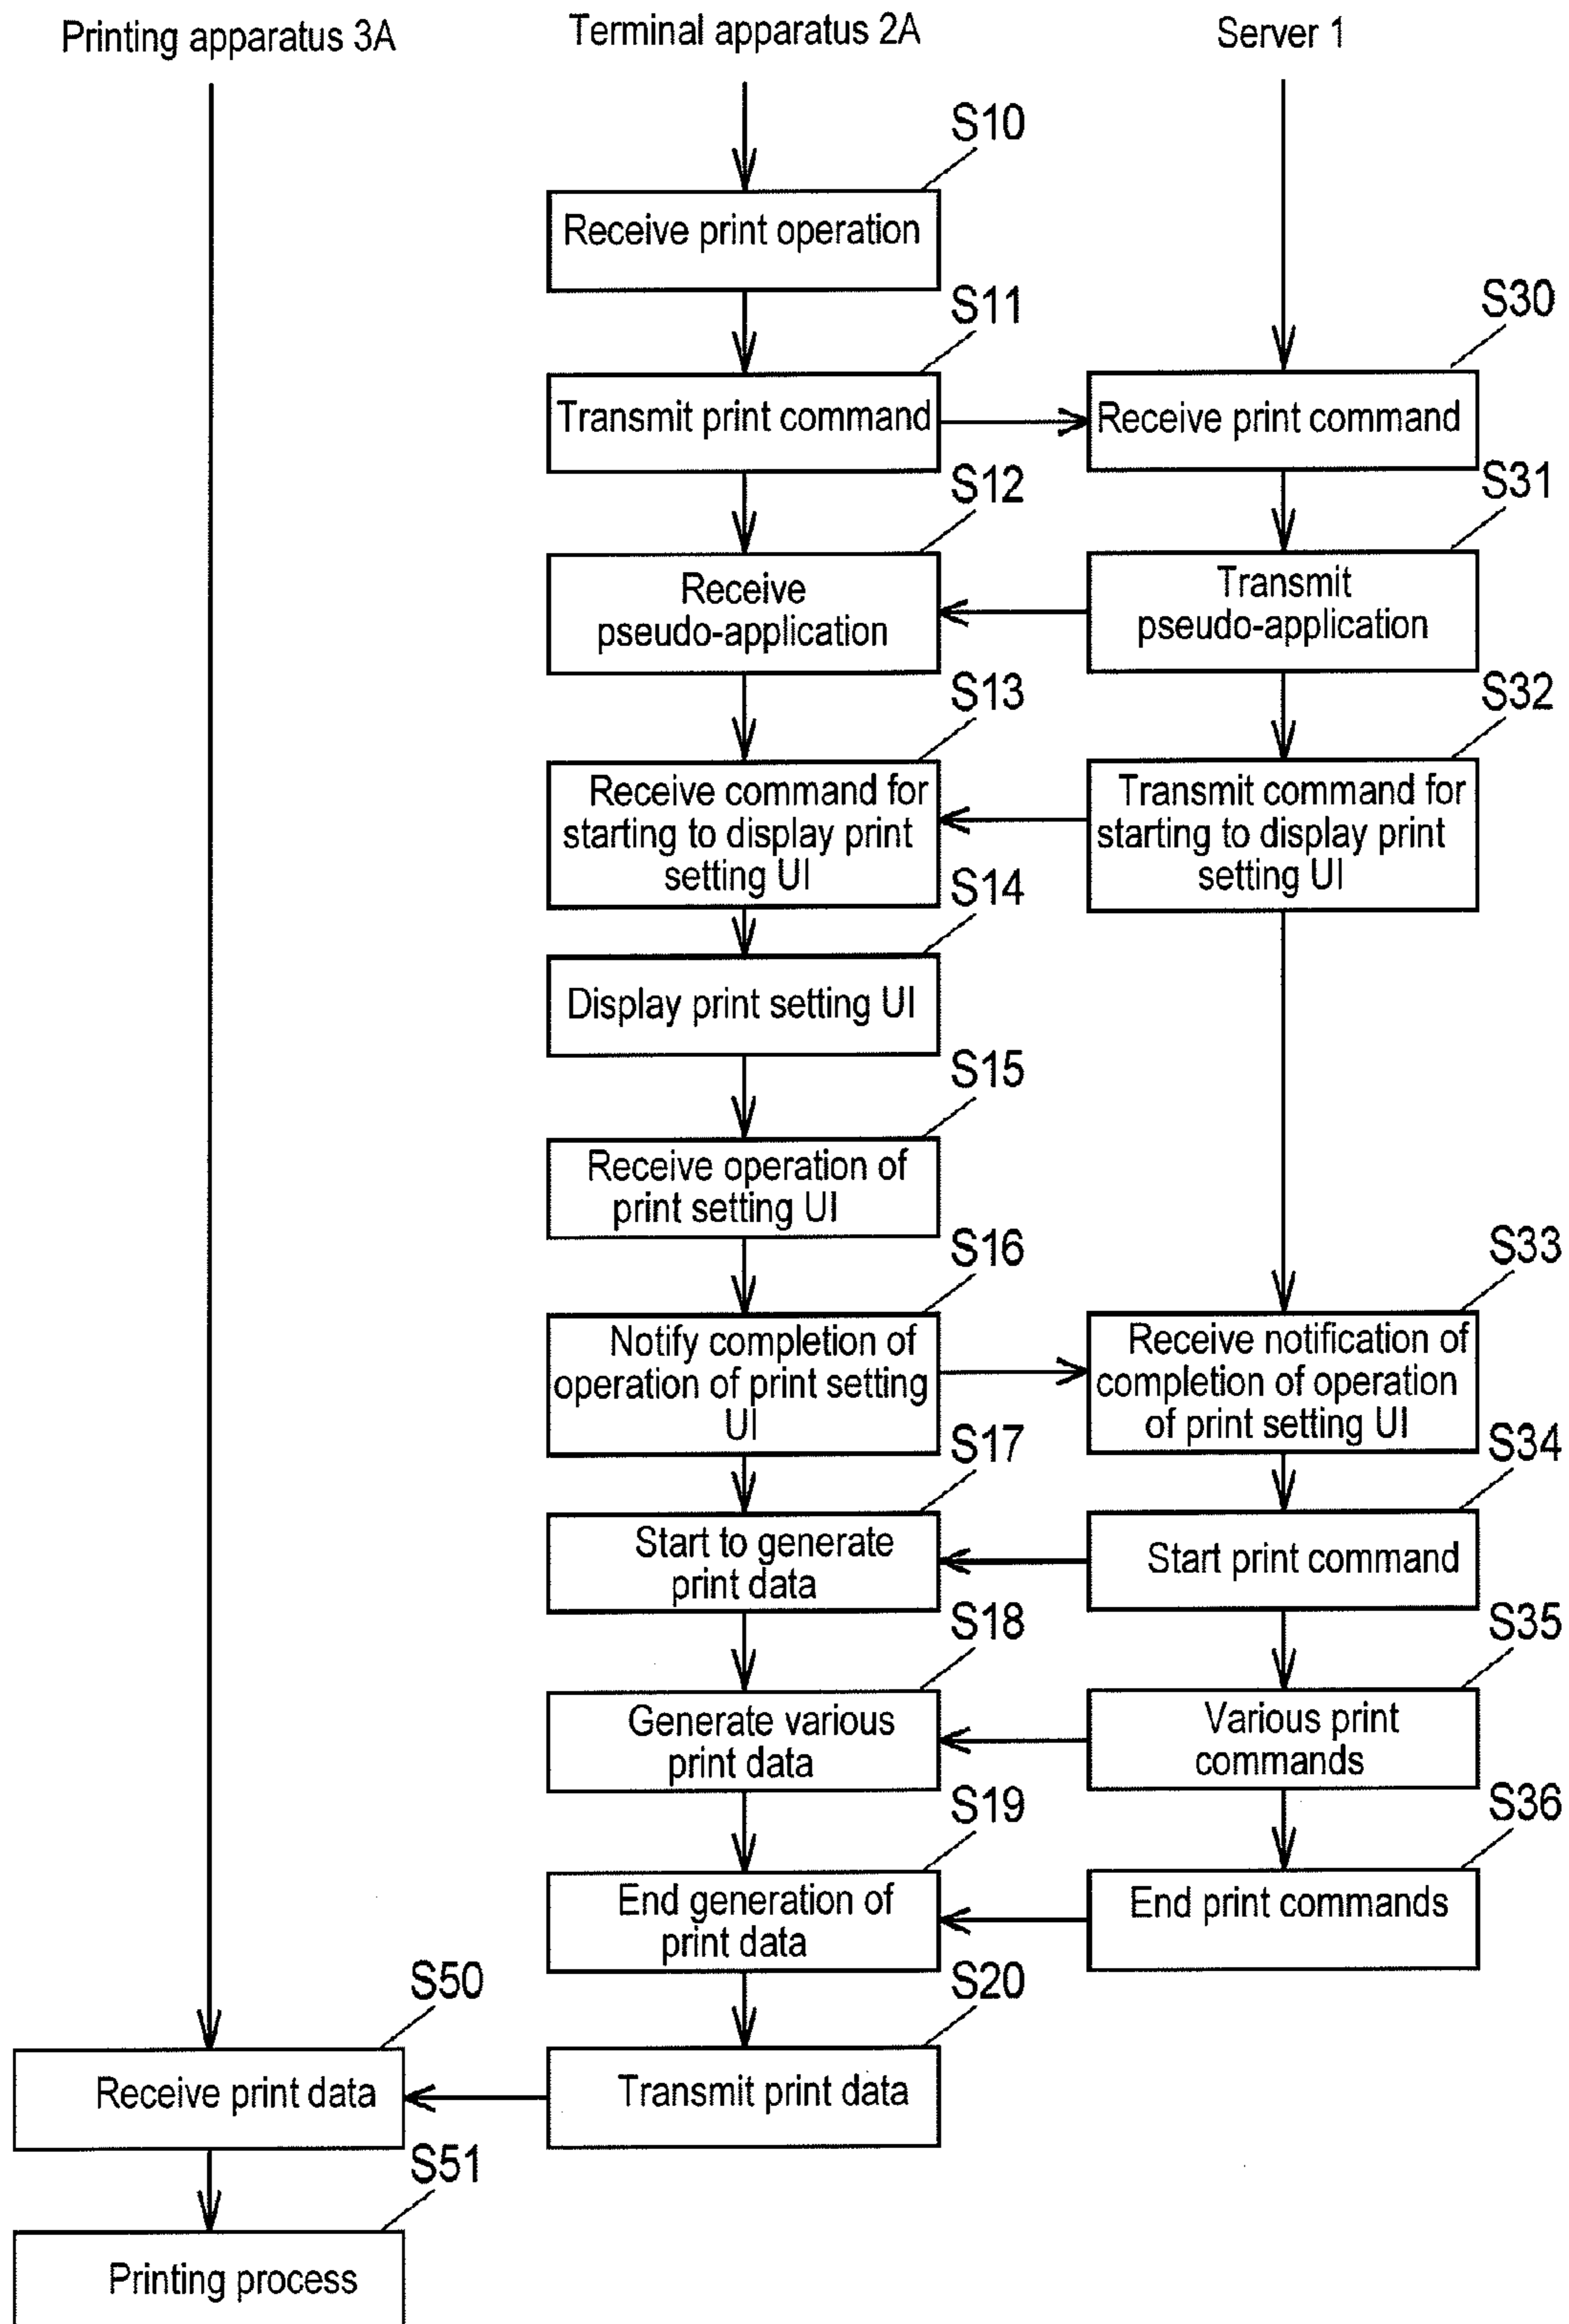 Printing apparatus 3A
Terminal apparatus 2A
Server 1
S10
Receive print operation
S11
Transmit print command
S30
Receive print command
S12
Receive
pseudo-application
S31
Transmit
pseudo-application
S13
Receive command for
starting to display print
setting UI
S32
Transmit command for
starting to display print
setting UI
S14
Display print setting UI
S15
Receive operation of
print setting UI
S16
Notify completion of
operation of print setting
UI
S33
Receive notification of
completion of operation
of print setting UI
S17
Start to generate
print data
S34
Start print command
S18
Generate various
print data
S35
Various print
commands
S19
End generation of
print data
S36
End print commands
S50
Receive print data
S20
Transmit print data
S51
Printing process